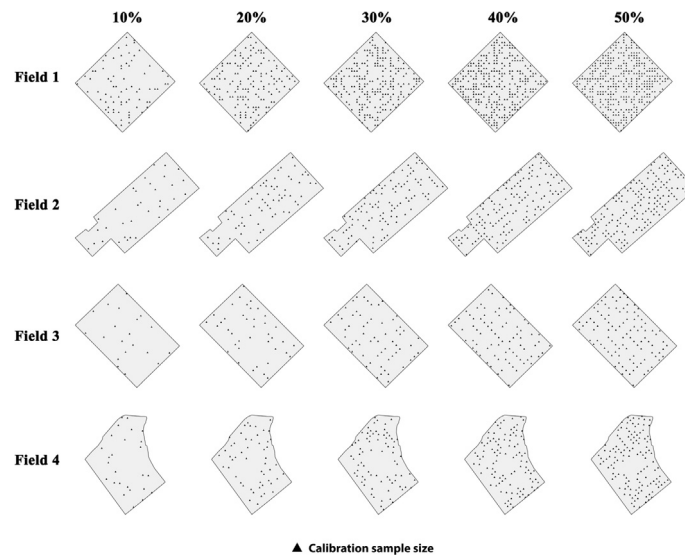 10% 20% 30% 40% 50%
Field 1
Field 2
Field 3
Field 4
▲ Calibration sample size